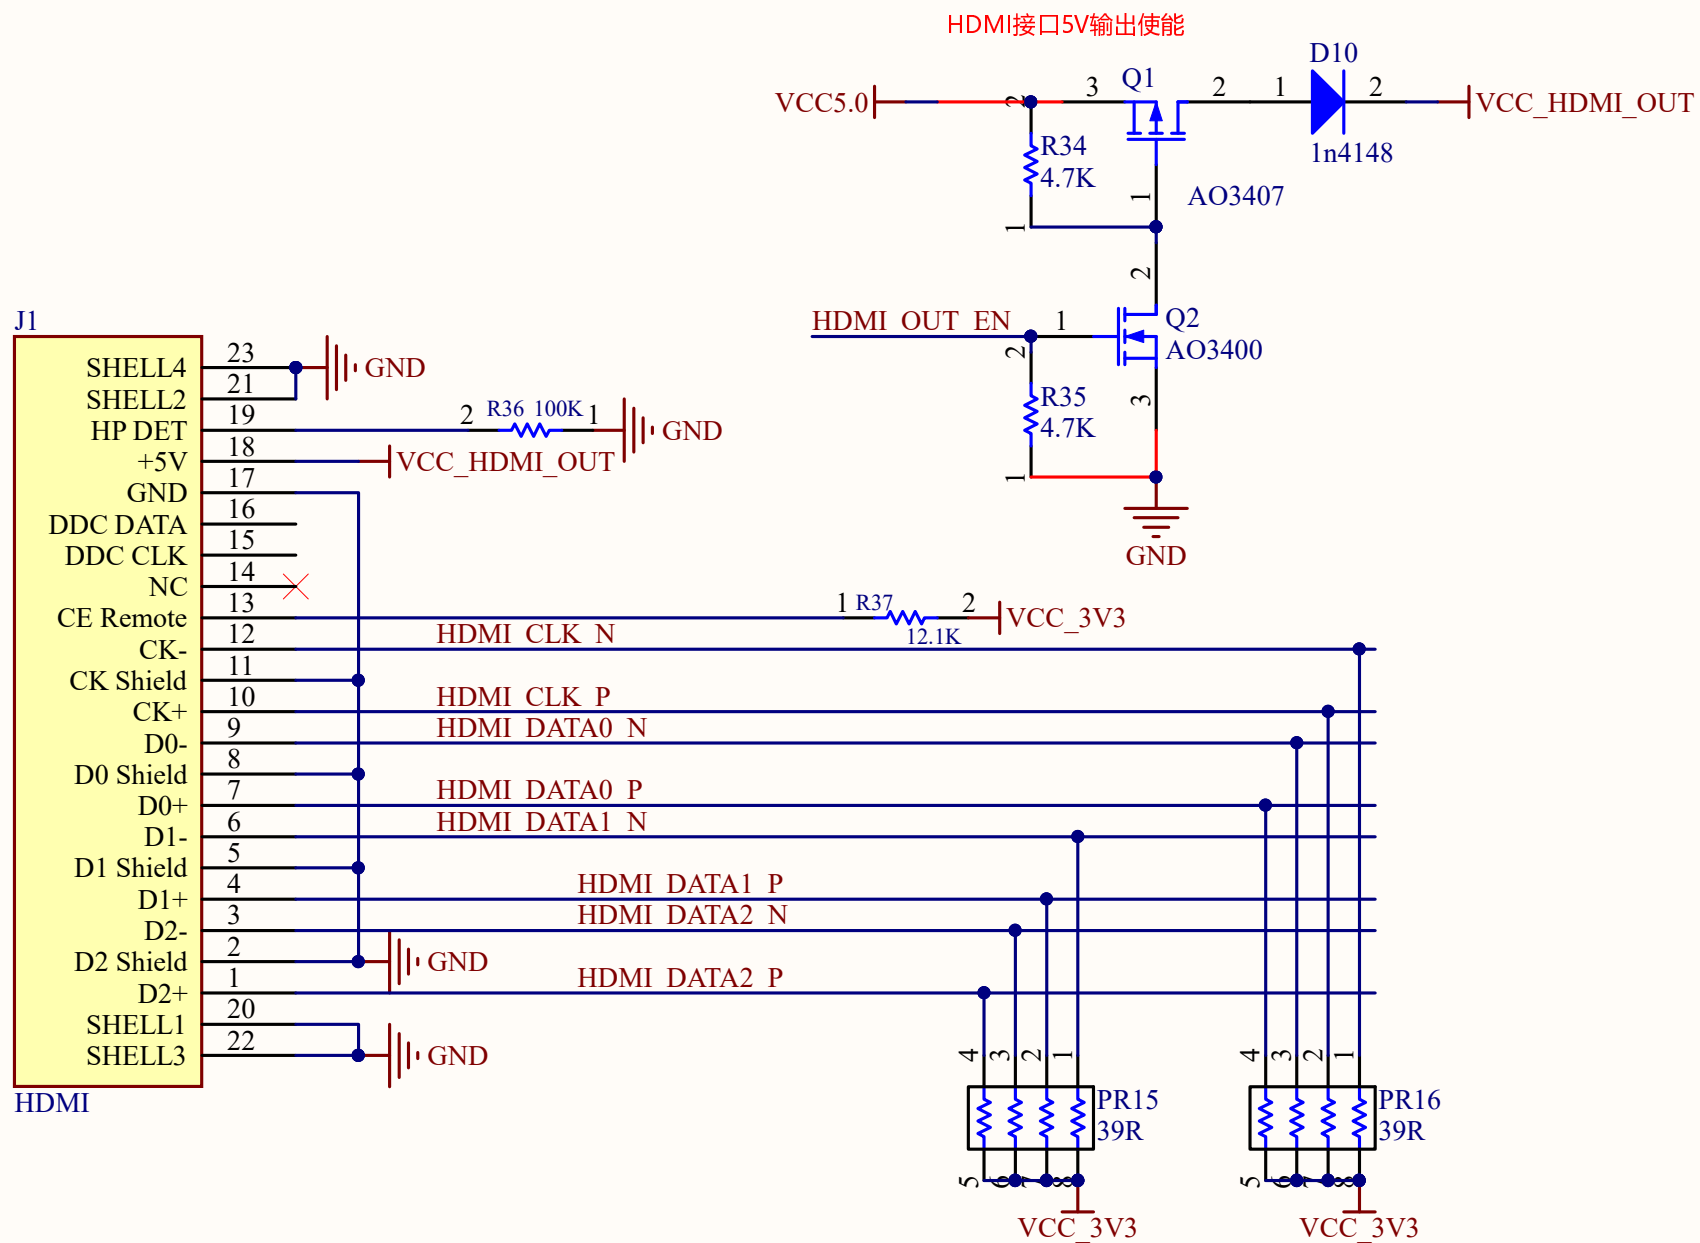 HDMI接口5V输出使能
D10
Q1
VCC5.0
2
3
2
1
2
VCC_HDMI_OUT
R34
4.7K
1n4148
1
AO3407
1
2
J1
HDMI_OUT_EN
1
Q2
AO3400
2
SHELL4 23
GND
SHELL2 21
R35
4.7K
3
HP DET 19
2 R36 100K 1
GND
+5V 18
VCC_HDMI_OUT
1
GND 17
DDC DATA 16
DDC CLK 15
GND
NC 14
CE Remote 13
1 R37 2
VCC_3V3
12.1K
CK- 12
HDMI_CLK_N
CK Shield 11
CK+ 10
HDMI_CLK_P
D0- 9
HDMI_DATA0_N
D0 Shield 8
D0+ 7
HDMI_DATA0_P
D1- 6
HDMI_DATA1_N
D1 Shield 5
D1+ 4
HDMI_DATA1_P
D2- 3
HDMI_DATA2_N
D2 Shield 2
GND
D2+ 1
HDMI_DATA2_P
SHELL1 20
SHELL3 22
GND
HDMI
4 3 2 1
4 3 2 1
PR15
39R
PR16
39R
5 6 7 8
5 6 7 8
VCC_3V3
VCC_3V3